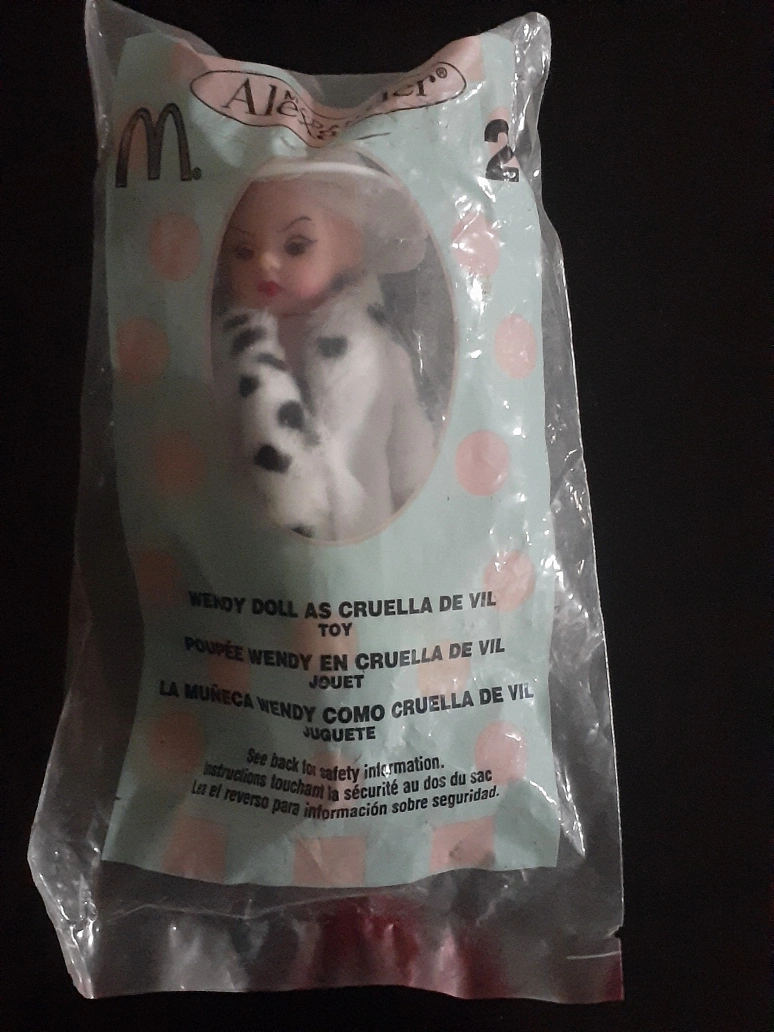 M
2
WENDY DOLL AS CRUELLA DE VIL
TOY
POUPÉE WENDY EN CRUELLA DE VIL
JOUET
LA MUÑECA WENDY COMO CRUELLA DE VIL
JUGUETE
See back for safety information.
Instructions touchant la sécurité au dos du sac
Lea el reverso para información sobre seguridad.